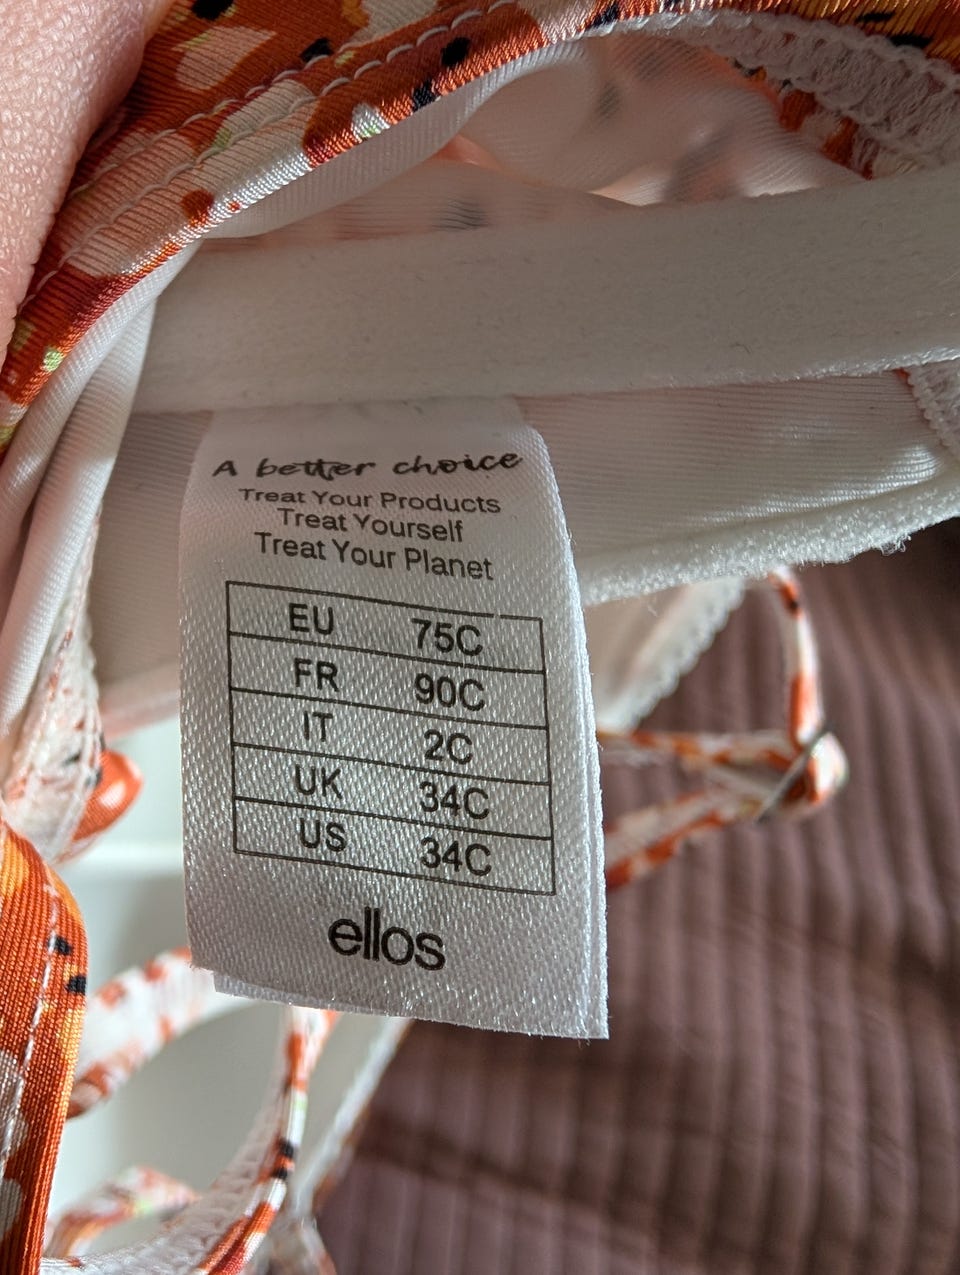 A better choice
Treat Your Products
Treat Yourself
Treat Your Planet
EU 75C
FR 90C
IT 2C
UK 34C
US 34C
ellos